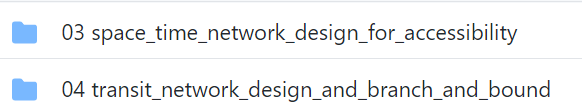 03 space_time_network_design_for_accessibility
04 transit_network_design_and_branch_and_bound